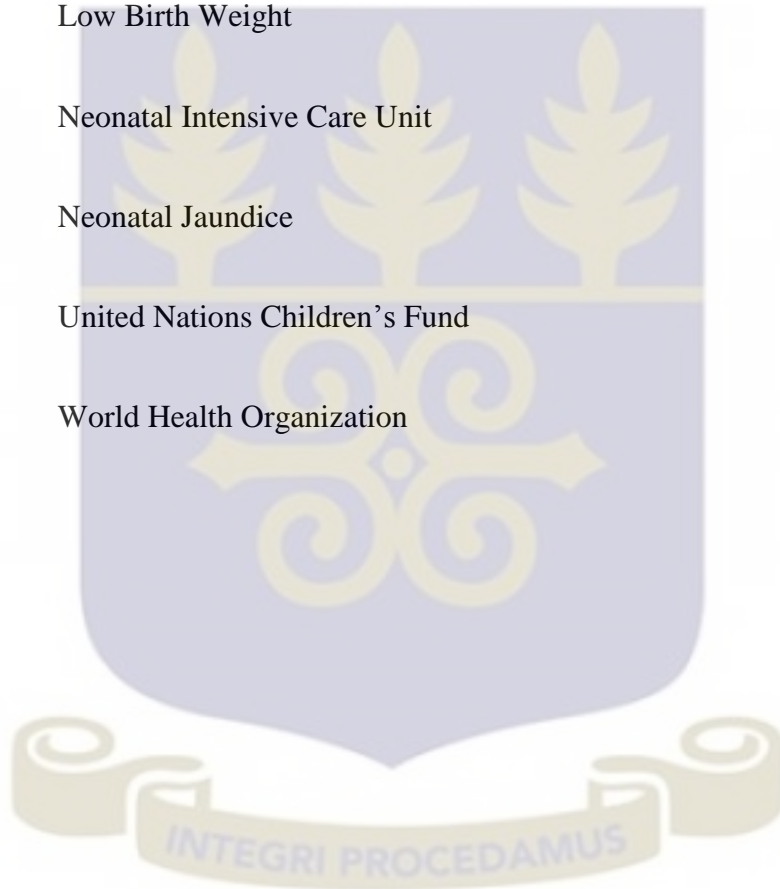 Low Birth Weight
Neonatal Intensive Care Unit
Neonatal Jaundice
United Nations Children’s Fund
World Health Organization
INTEGRI PROCEDAMUS